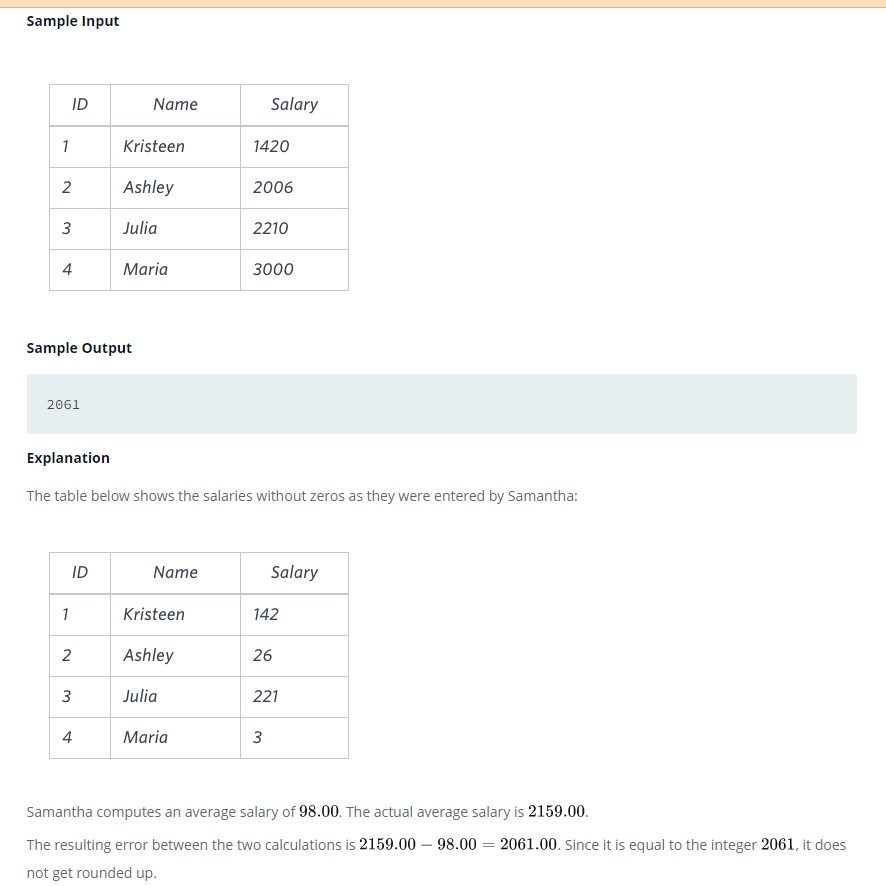 Sample Input
ID Name Salary
1 Kristeen 1420
2 Ashley 2006
3 Julia 2210
4 Maria 3000
Sample Output
2061
Explanation
The table below shows the salaries without zeros as they were entered by Samantha:
ID Name Salary
1 Kristeen 142
2 Ashley 26
3 Julia 221
4 Maria 3
Samantha computes an average salary of 98.00. The actual average salary is 2159.00.
The resulting error between the two calculations is 2159.00 − 98.00 = 2061.00. Since it is equal to the integer 2061, it does
not get rounded up.